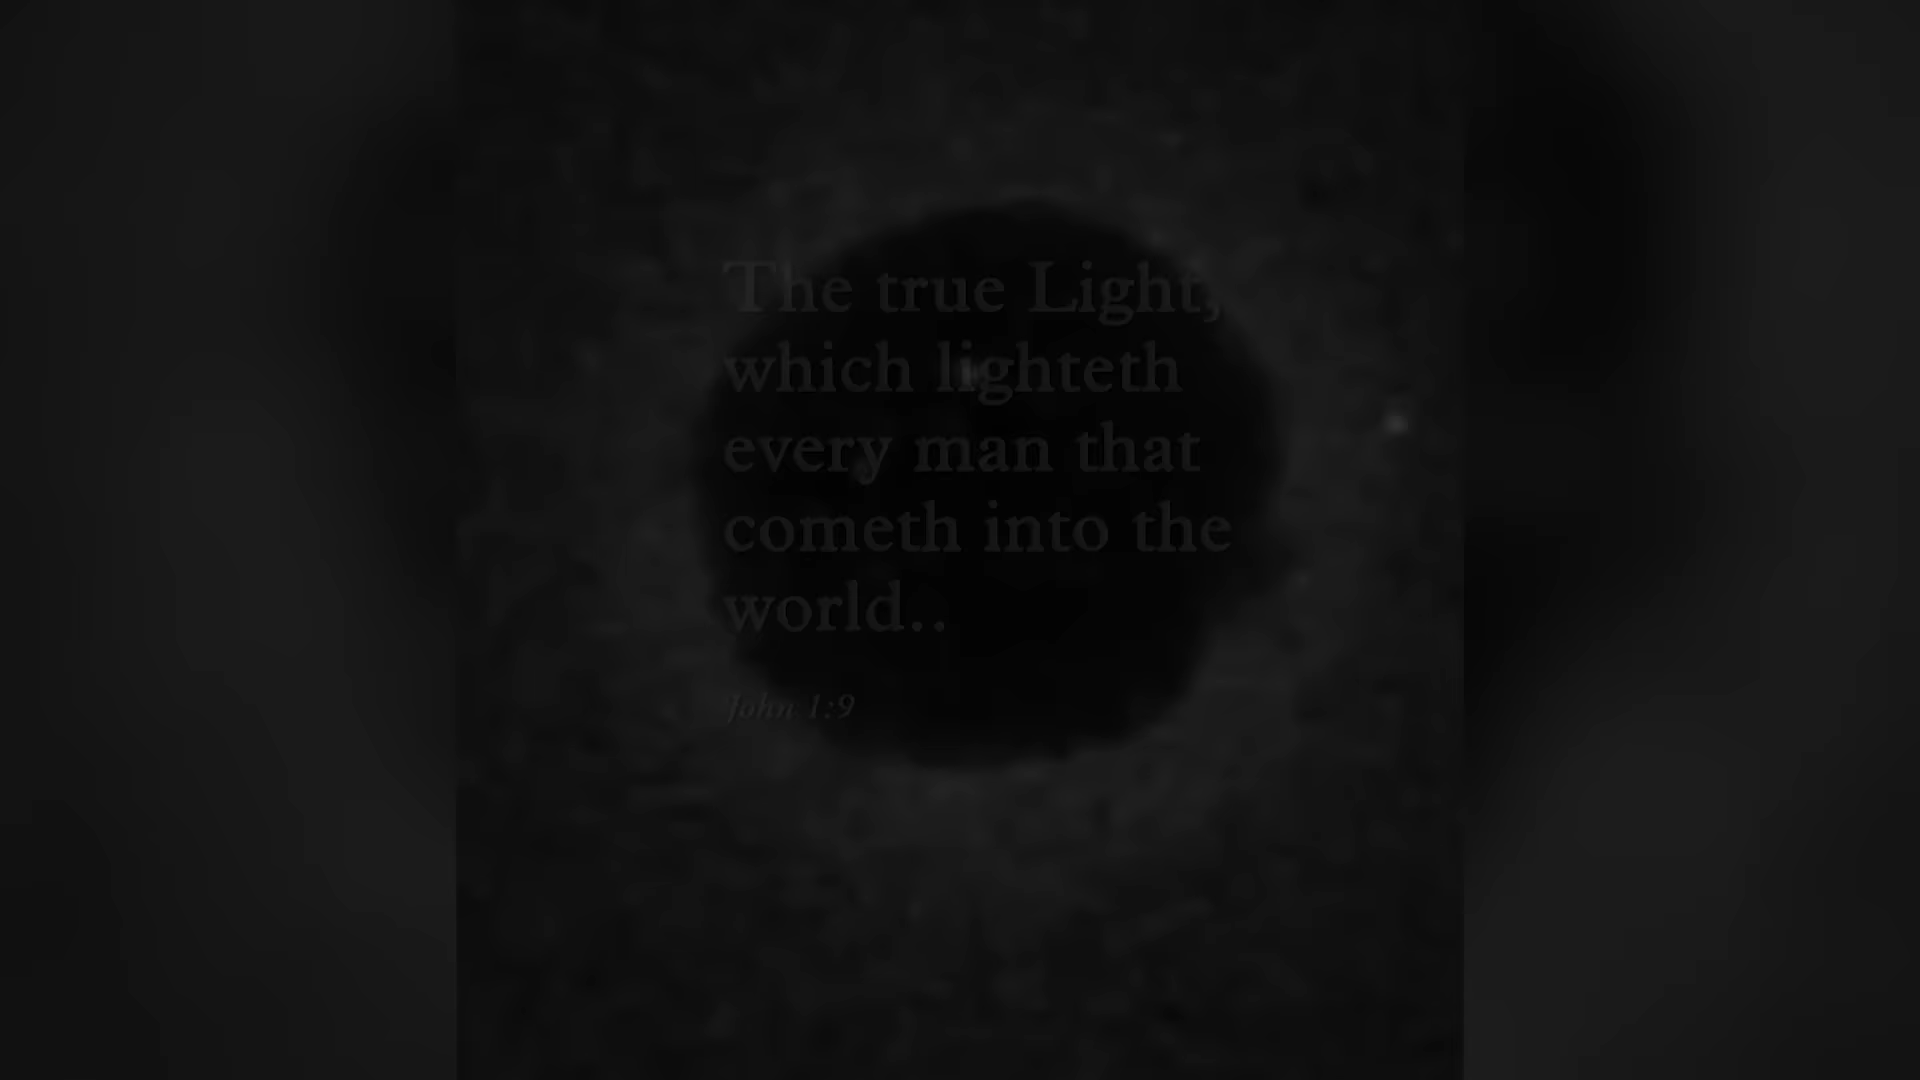 The true Light,
which lighteth
every man that
cometh into the
world..
John 1:9